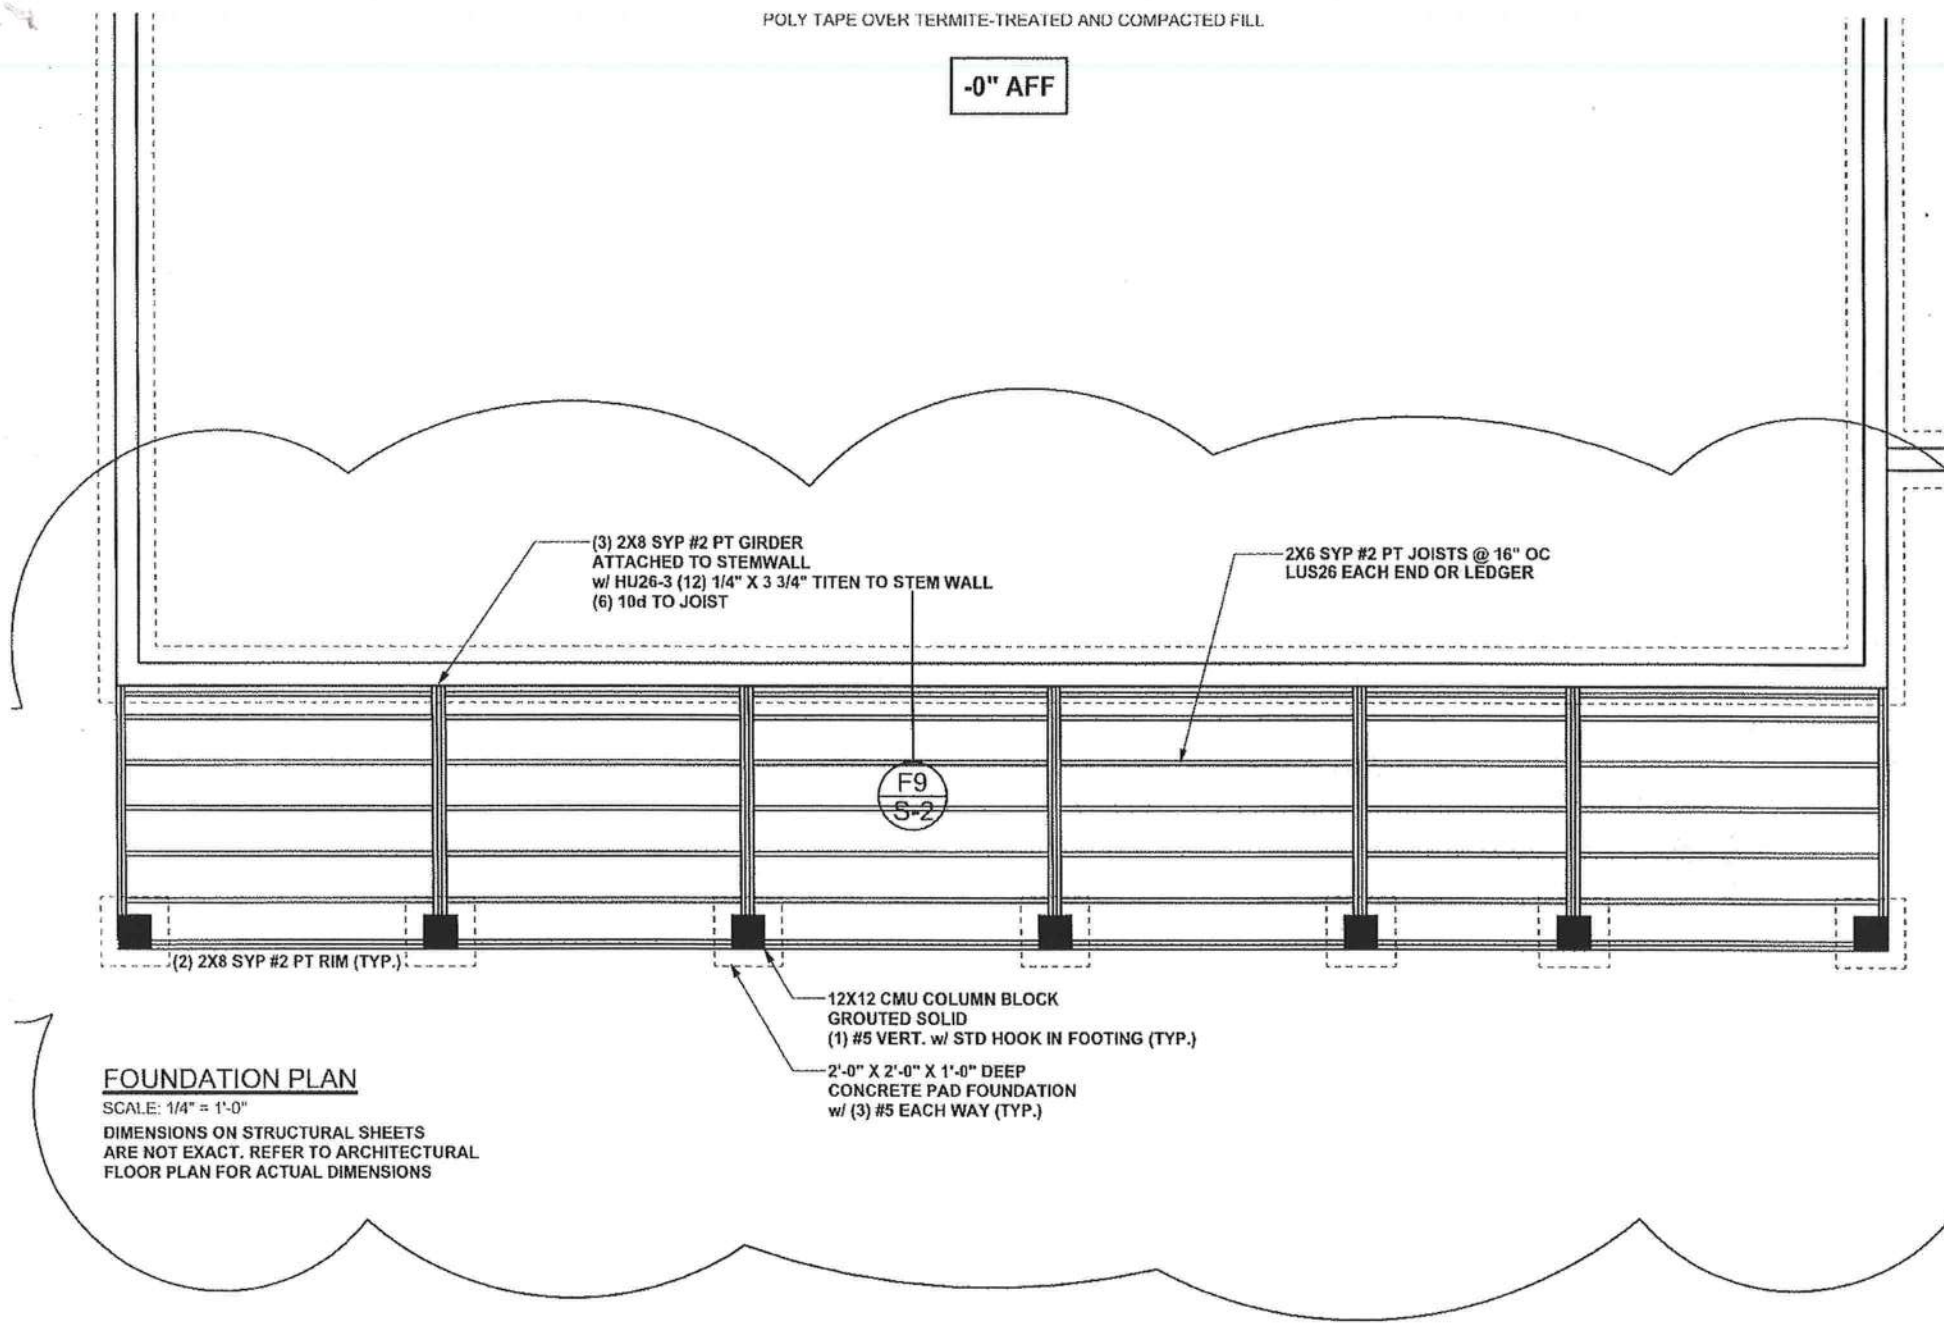 POLY TAPE OVER TERMITE-TREATED AND COMPACTED FILL
-0" AFF
(3) 2X8 SYP #2 PT GIRDER
ATTACHED TO STEMWALL
w/ HU26-3 (12) 1/4" X 3 3/4" TITEN TO STEM WALL
(6) 10d TO JOIST
2X6 SYP #2 PT JOISTS @ 16" OC
LUS26 EACH END OR LEDGER
F9
S-2
(2) 2X8 SYP #2 PT RIM (TYP.)
12X12 CMU COLUMN BLOCK
GROUTED SOLID
(1) #5 VERT. w/ STD HOOK IN FOOTING (TYP.)
2'-0" X 2'-0" X 1'-0" DEEP
CONCRETE PAD FOUNDATION
w/ (3) #5 EACH WAY (TYP.)
FOUNDATION PLAN
SCALE: 1/4" = 1'-0"
DIMENSIONS ON STRUCTURAL SHEETS
ARE NOT EXACT. REFER TO ARCHITECTURAL
FLOOR PLAN FOR ACTUAL DIMENSIONS